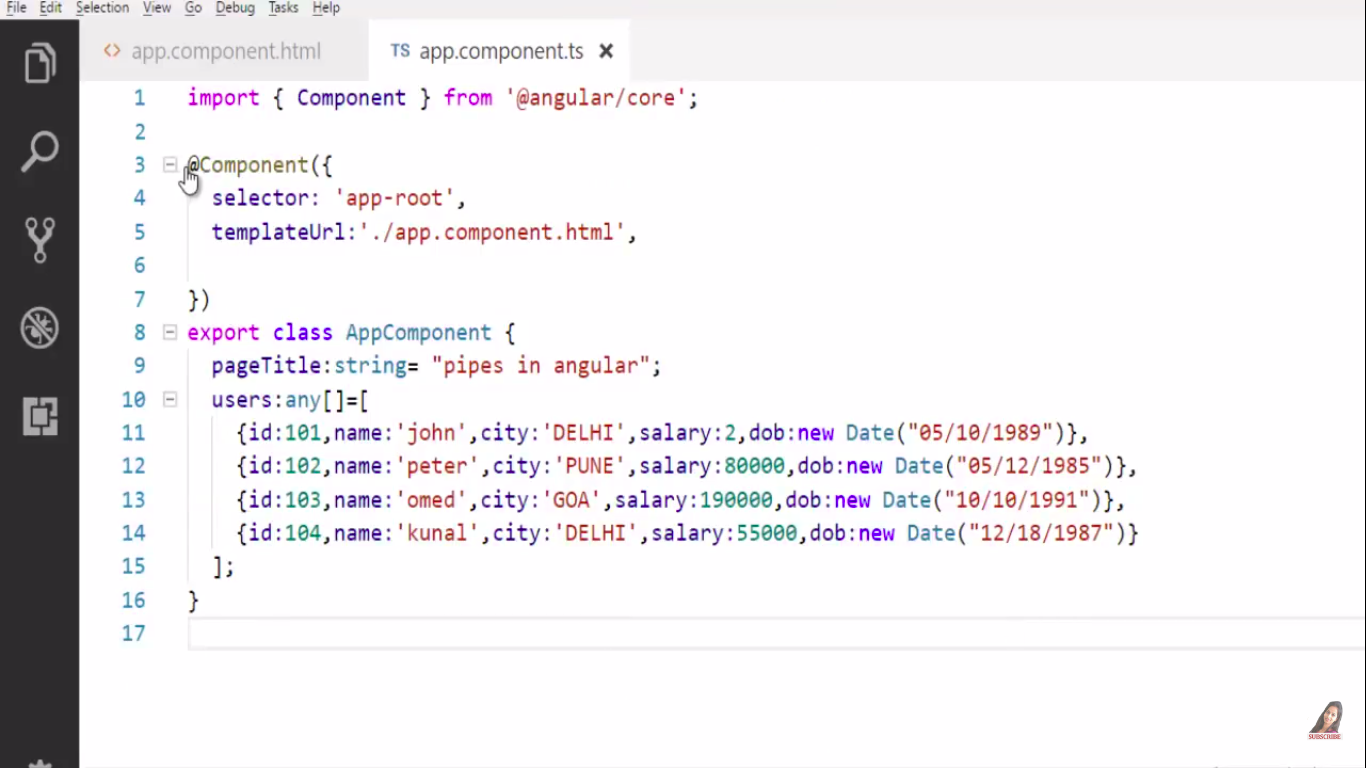 File Edit Selection View Go Debug Tasks Help
<> app.component.html TS app.component.ts ×
1 import { Component } from '@angular/core';
2
3 @Component({
4 selector: 'app-root',
5 templateUrl:'./app.component.html',
6
7 })
8 export class AppComponent {
9 pageTitle:string= "pipes in angular";
10 users:any[]=[
11 {id:101,name:'john',city:'DELHI',salary:2,dob:new Date("05/10/1989")},
12 {id:102,name:'peter',city:'PUNE',salary:80000,dob:new Date("05/12/1985")},
13 {id:103,name:'omed',city:'GOA',salary:190000,dob:new Date("10/10/1991")},
14 {id:104,name:'kunal',city:'DELHI',salary:55000,dob:new Date("12/18/1987")}
15 ];
16 }
17
SUBSCRIBE